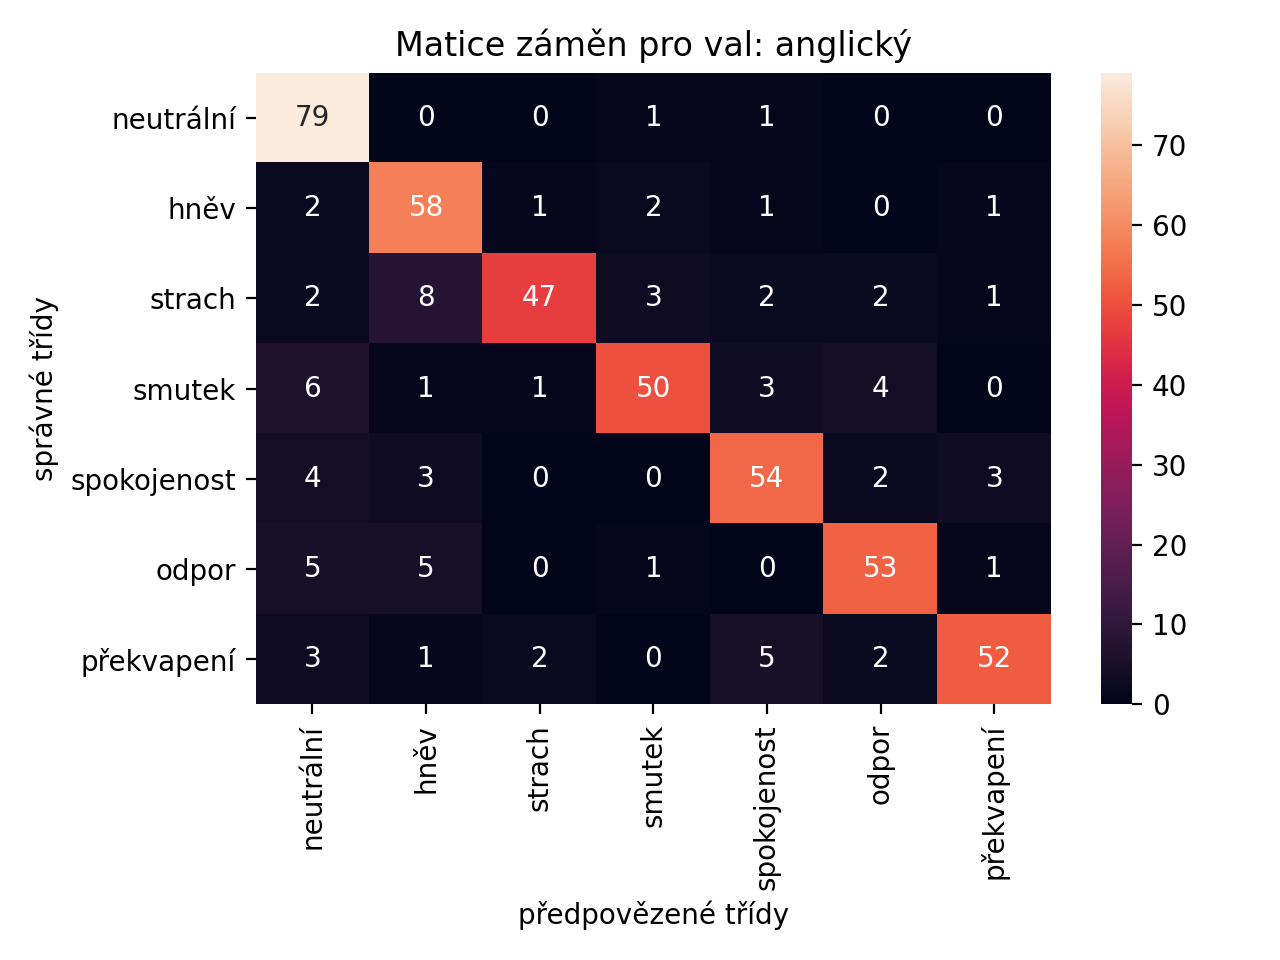 Matice záměn pro val: anglický
neutrální 79 0 0 1 1 0 0
hněv 2 58 1 2 1 0 1
strach 2 8 47 3 2 2 1
smutek 6 1 1 50 3 4 0
spokojenost 4 3 0 0 54 2 3
odpor 5 5 0 1 0 53 1
překvapení 3 1 2 0 5 2 52
správné třídy
neutrální
hněv
strach
smutek
spokojenost
odpor
překvapení
předpovězené třídy
70
60
50
40
30
20
10
0